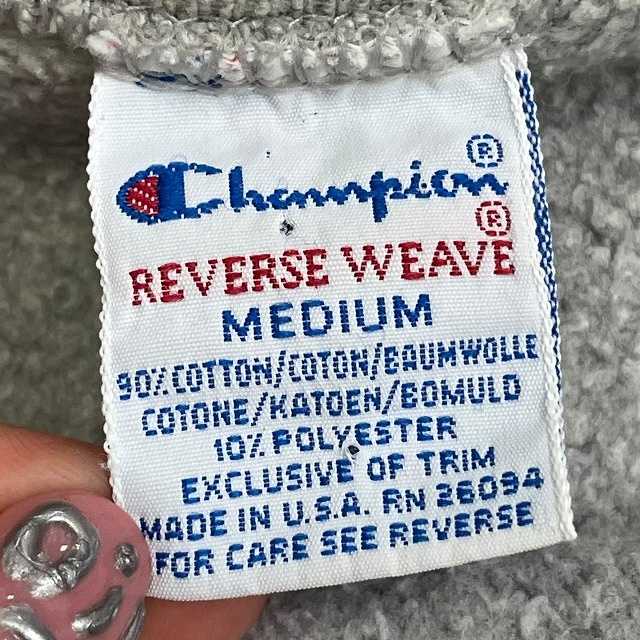 Champion®
REVERSE WEAVE®
MEDIUM
90% COTTON/COTON/BAUMWOLLE
COTONE/KATOEN/BOMULD
10% POLYESTER
EXCLUSIVE OF TRIM
MADE IN U.S.A. RN 26094
FOR CARE SEE REVERSE